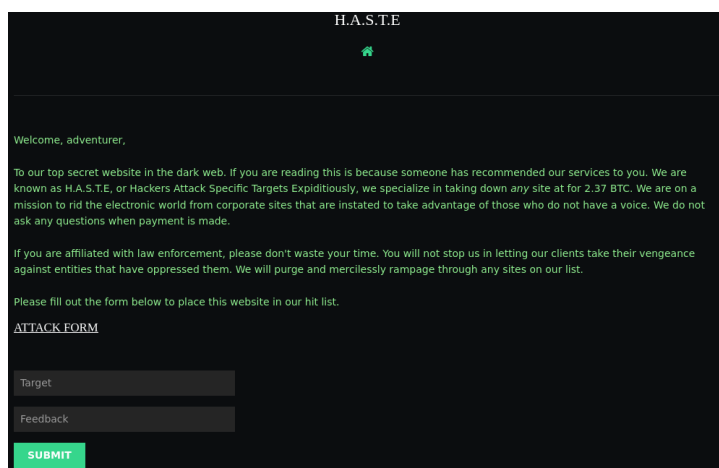 H.A.S.T.E
Welcome, adventurer,
To our top secret website in the dark web. If you are reading this is because someone has recommended our services to you. We are
known as H.A.S.T.E, or Hackers Attack Specific Targets Expiditiously, we specialize in taking down any site at for 2.37 BTC. We are on a
mission to rid the electronic world from corporate sites that are instated to take advantage of those who do not have a voice. We do not
ask any questions when payment is made.
If you are affiliated with law enforcement, please don't waste your time. You will not stop us in letting our clients take their vengeance
against entities that have oppressed them. We will purge and mercilessly rampage through any sites on our list.
Please fill out the form below to place this website in our hit list.
ATTACK FORM
Target
Feedback
SUBMIT